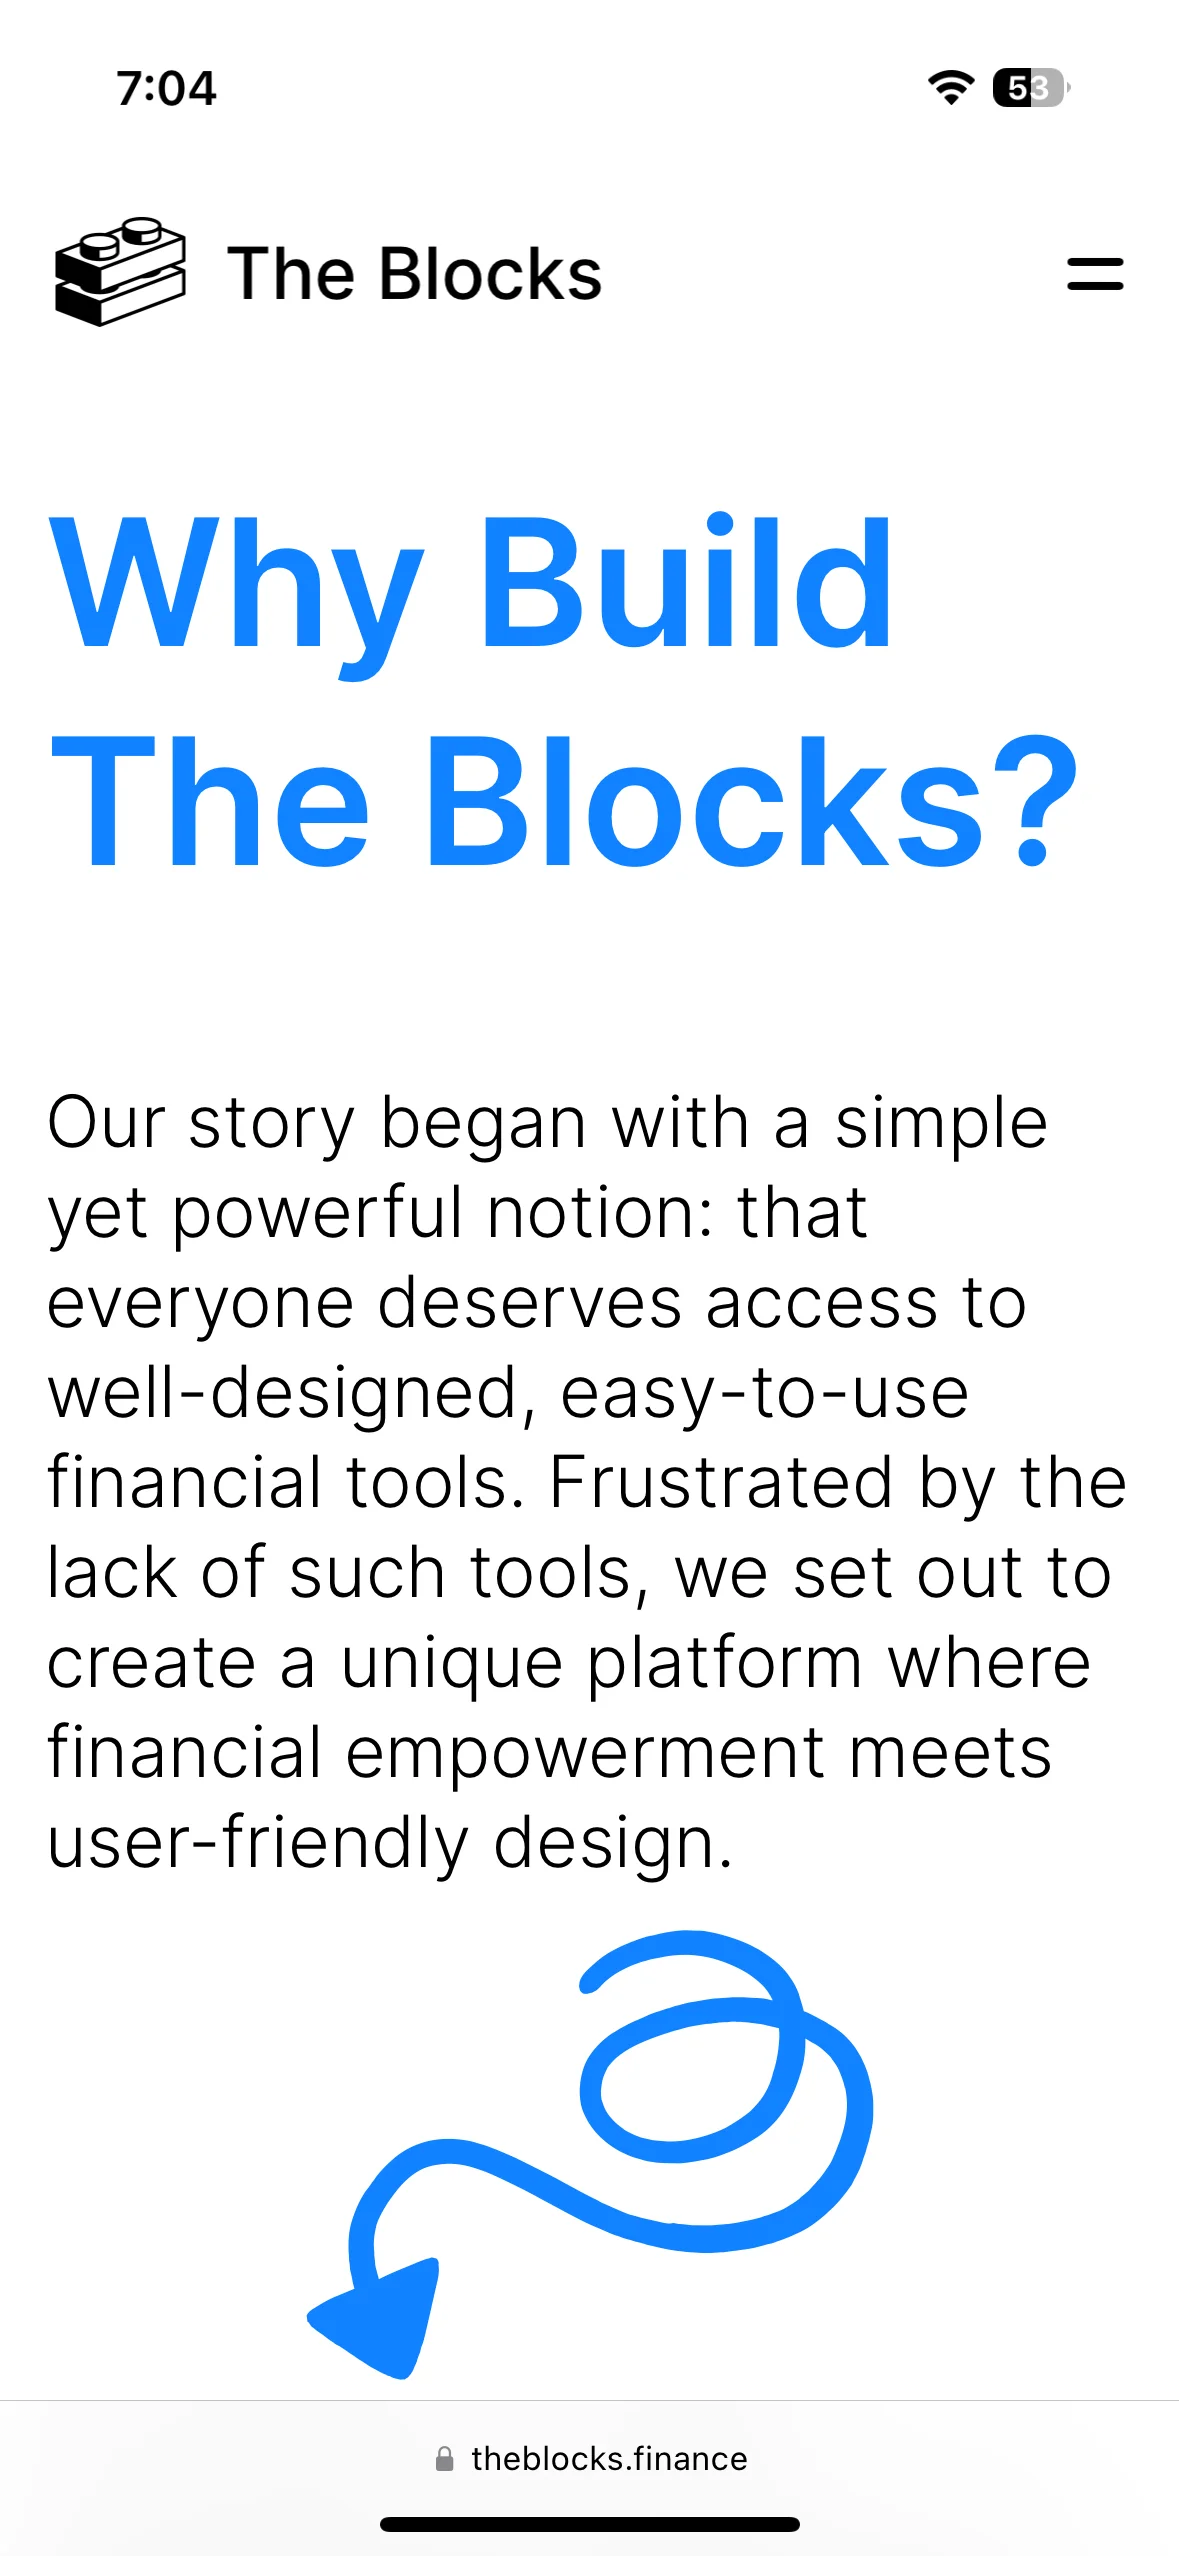 7:04
53
The Blocks
Why Build
The Blocks?
Our story began with a simple
yet powerful notion: that
everyone deserves access to
well-designed, easy-to-use
financial tools. Frustrated by the
lack of such tools, we set out to
create a unique platform where
financial empowerment meets
user-friendly design.
theblocks.finance